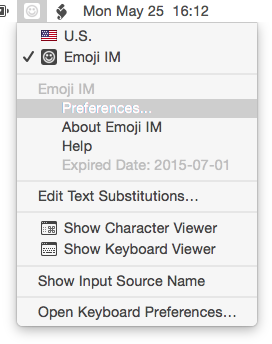 Mon May 25 16:12
U.S.
Emoji IM
Emoji IM
Preferences...
About Emoji IM
Help
Expired Date: 2015-07-01
Edit Text Substitutions…
Show Character Viewer
Show Keyboard Viewer
Show Input Source Name
Open Keyboard Preferences…